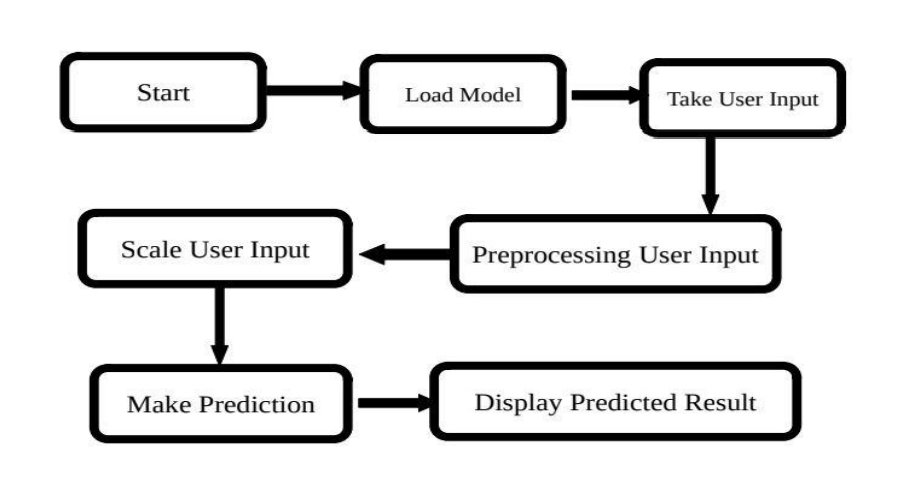 Start
Load Model
Take User Input
Preprocessing User Input
Scale User Input
Make Prediction
Display Predicted Result